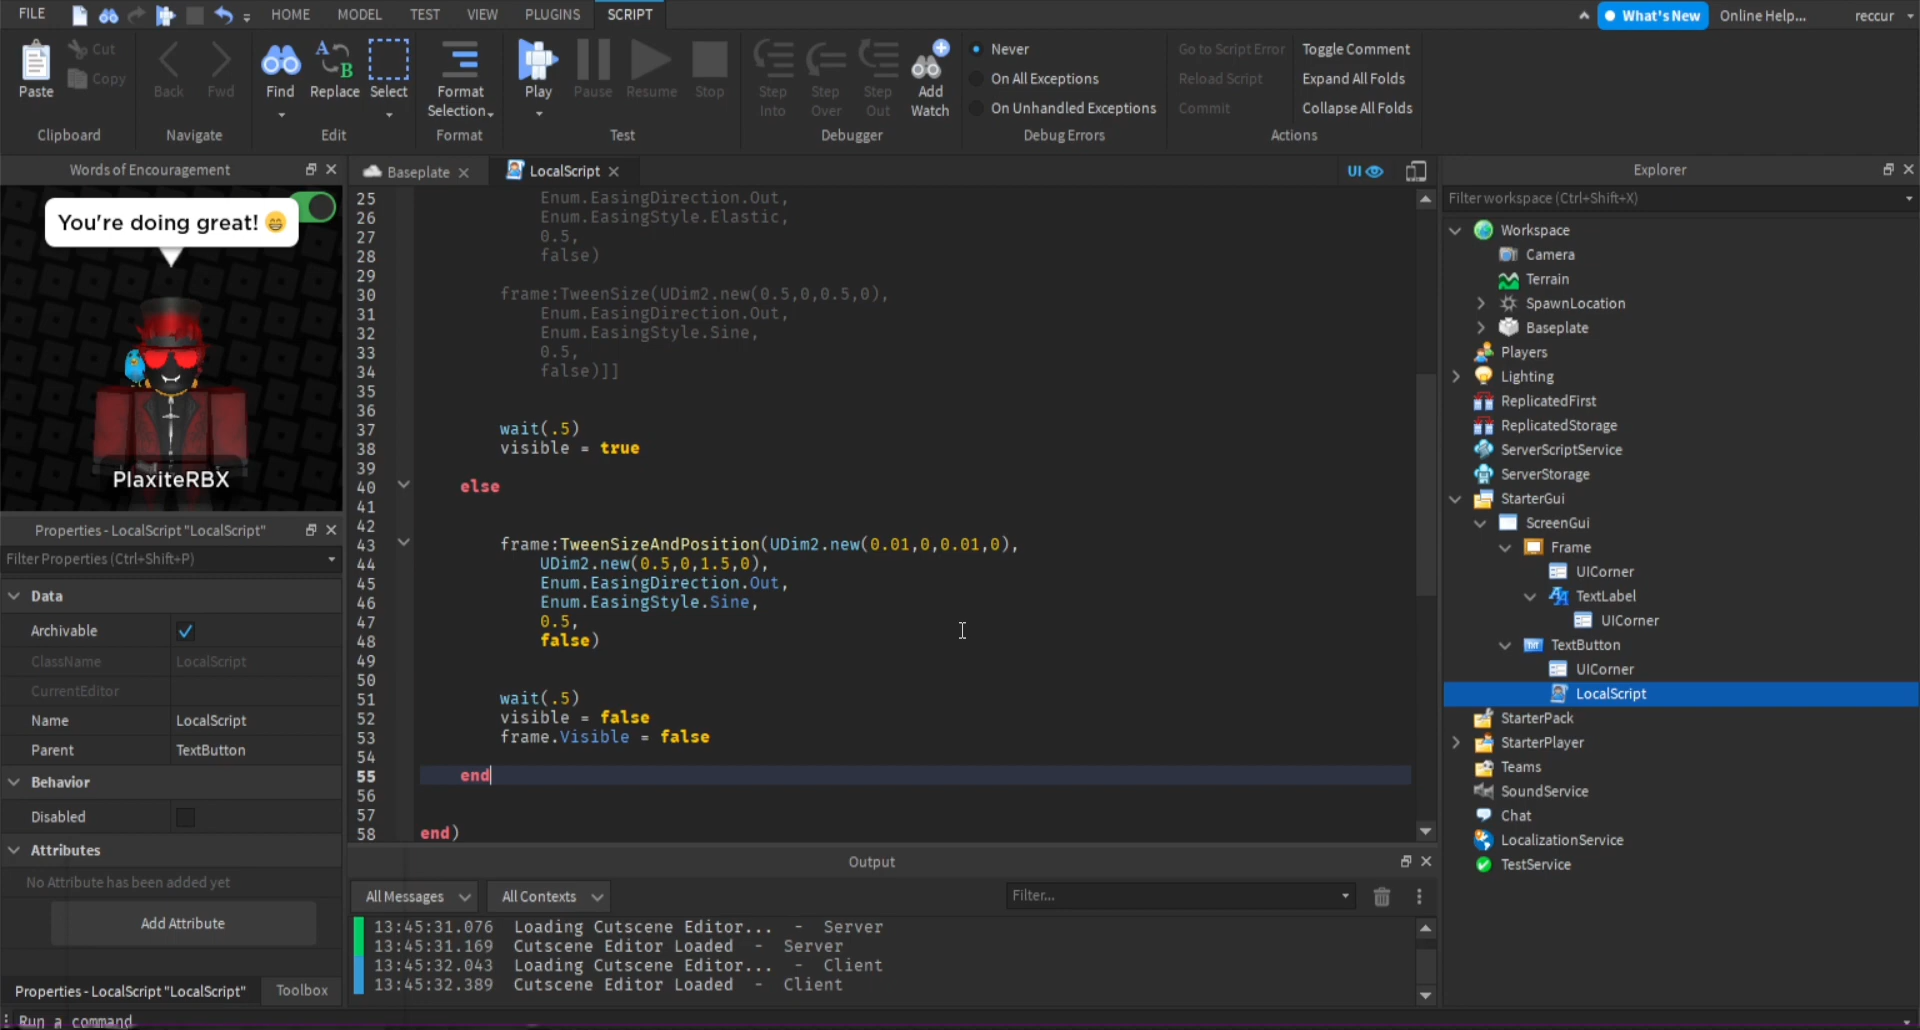 FILE HOME MODEL TEST VIEW PLUGINS SCRIPT What's New Online Help... reccur
Paste Cut Copy Back Fwd Find Replace Select Format Selection Play Pause Resume Stop Step Into Step Over Step Out Add Watch
Never
On All Exceptions
On Unhandled Exceptions
Go to Script Error
Reload Script
Commit
Toggle Comment
Expand All Folds
Collapse All Folds
Clipboard Navigate Edit Format Test Debugger Debug Errors Actions
Words of Encouragement
You're doing great! 😁
PlaxiteRBX
Properties - LocalScript "LocalScript"
Filter Properties (Ctrl+Shift+P)
Data
Archivable
ClassName LocalScript
CurrentEditor
Name LocalScript
Parent TextButton
Behavior
Disabled
Attributes
No Attribute has been added yet
Add Attribute
Properties - LocalScript "LocalScript" Toolbox
Run a command
Baseplate LocalScript UI
25 Enum.EasingDirection.Out,
26 Enum.EasingStyle.Elastic,
27 0.5,
28 false)
29
30 frame:TweenSize(UDim2.new(0.5,0,0.5,0),
31 Enum.EasingDirection.Out,
32 Enum.EasingStyle.Sine,
33 0.5,
34 false)]]
35
36
37 wait(.5)
38 visible = true
39
40 else
41
42
43 frame:TweenSizeAndPosition(UDim2.new(0.01,0,0.01,0),
44 UDim2.new(0.5,0,1.5,0),
45 Enum.EasingDirection.Out,
46 Enum.EasingStyle.Sine,
47 0.5,
48 false)
49
50
51 wait(.5)
52 visible = false
53 frame.Visible = false
54
55 end
56
57
58 end)
Output
All Messages All Contexts Filter...
13:45:31.076 Loading Cutscene Editor... - Server
13:45:31.169 Cutscene Editor Loaded - Server
13:45:32.043 Loading Cutscene Editor... - Client
13:45:32.389 Cutscene Editor Loaded - Client
Explorer
Filter workspace (Ctrl+Shift+X)
Workspace
Camera
Terrain
SpawnLocation
Baseplate
Players
Lighting
ReplicatedFirst
ReplicatedStorage
ServerScriptService
ServerStorage
StarterGui
ScreenGui
Frame
UICorner
TextLabel
UICorner
TextButton
UICorner
LocalScript
StarterPack
StarterPlayer
Teams
SoundService
Chat
LocalizationService
TestService